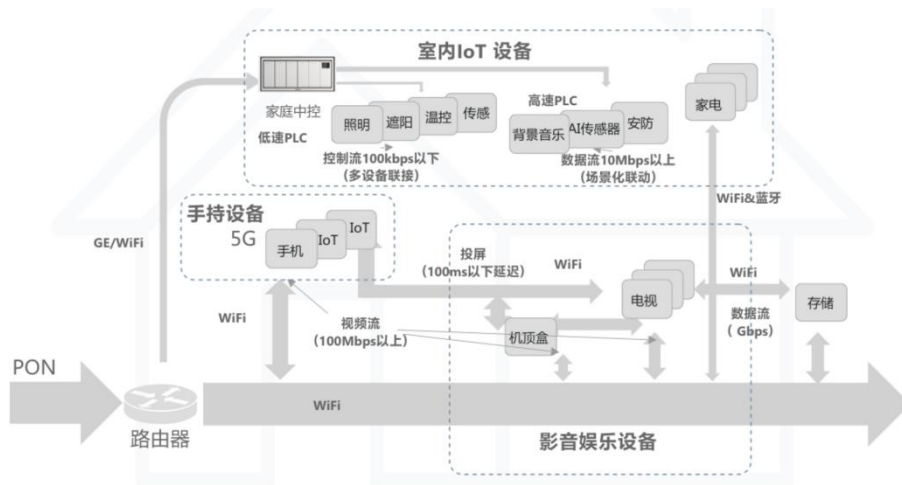 室内IoT 设备
家庭中控
低速PLC
照明
遮阳
温控
传感
控制流100kbps以下
（多设备联接）
高速PLC
背景音乐
AI传感器
安防
数据流10Mbps以上
（场景化联动）
家电
WiFi&蓝牙
手持设备
5G
手机
IoT
IoT
GE/WiFi
WiFi
投屏
（100ms以下延迟）
WiFi
视频流
（100Mbps以上）
机顶盒
电视
WiFi
数据流
（ Gbps）
存储
PON
路由器
WiFi
影音娱乐设备